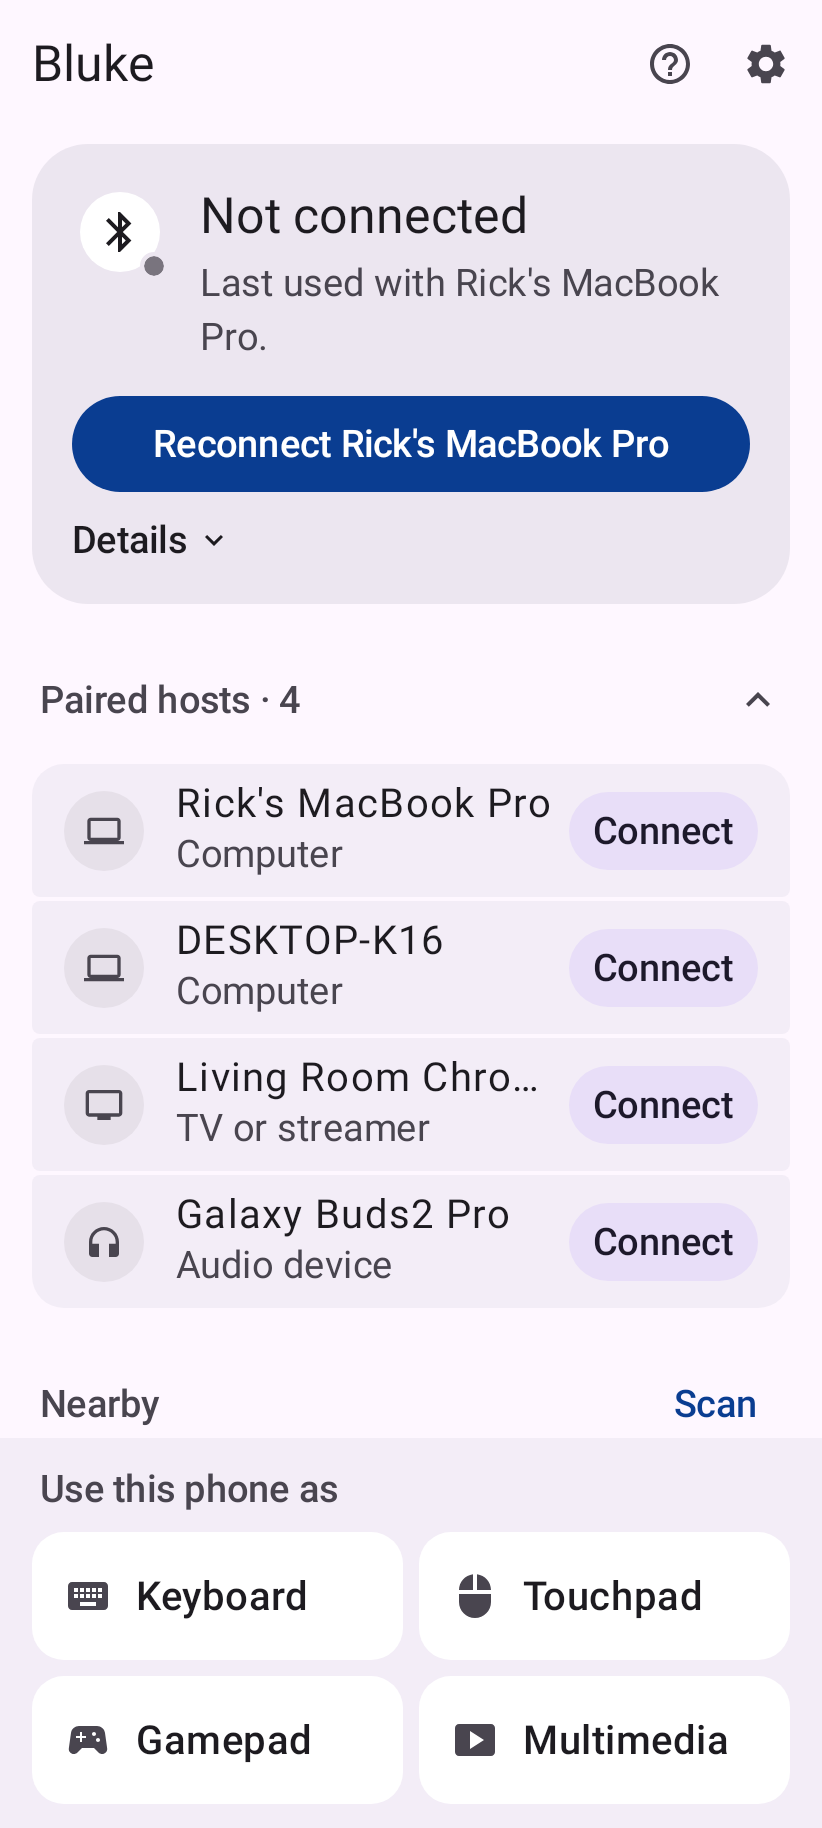 Bluke
Not connected
Last used with Rick's MacBook
Pro.
Reconnect Rick's MacBook Pro
Details
Paired hosts · 4
Rick's MacBook Pro
Computer
Connect
DESKTOP-K16
Computer
Connect
Living Room Chro...
TV or streamer
Connect
Galaxy Buds2 Pro
Audio device
Connect
Nearby
Scan
Use this phone as
Keyboard
Touchpad
Gamepad
Multimedia